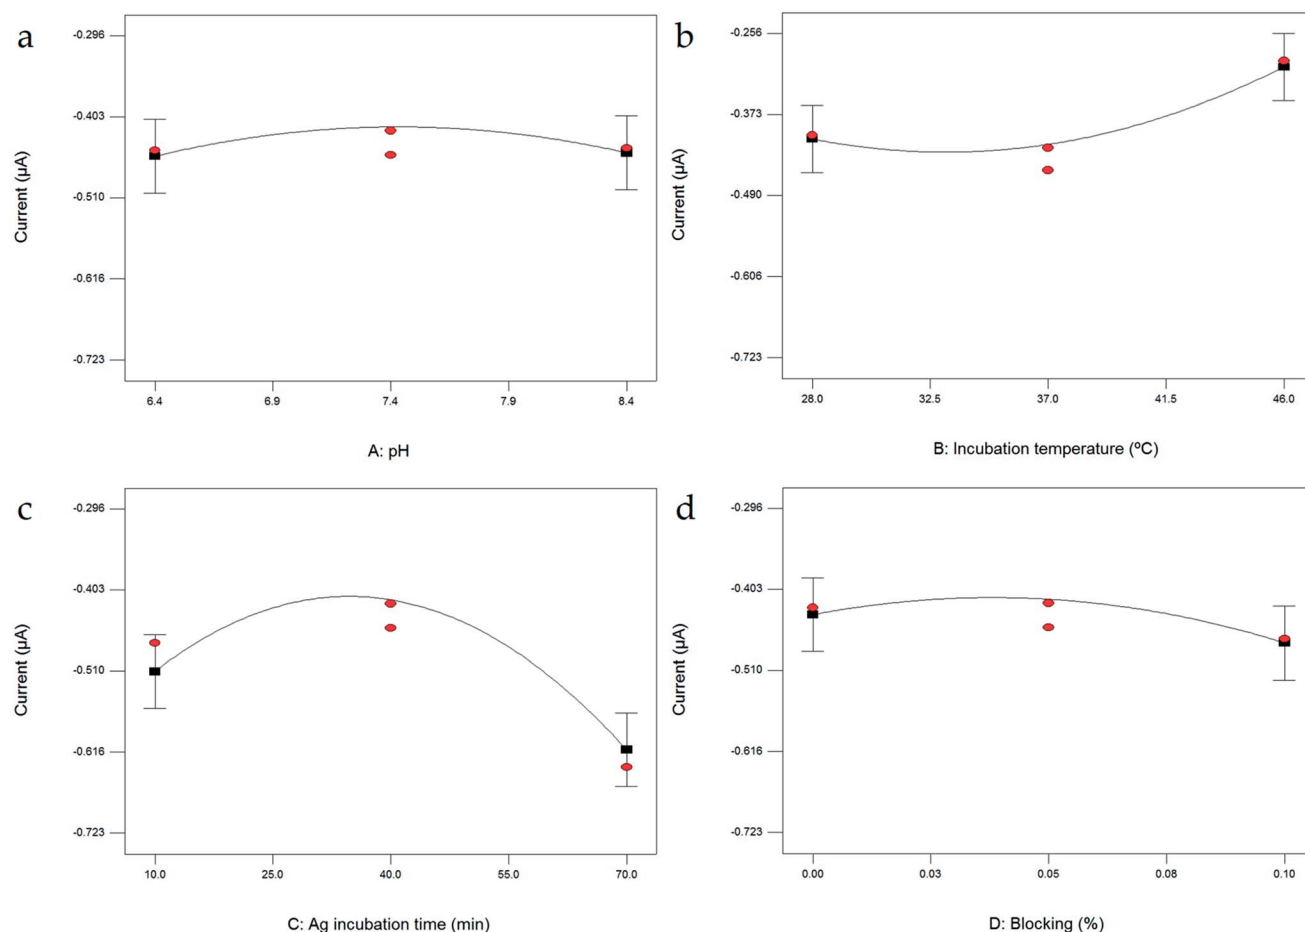 a
-0.296
-0.403
-0.510
-0.616
-0.723
Current (µA)
6.4 6.9 7.4 7.9 8.4
A: pH
b
-0.256
-0.373
-0.490
-0.606
-0.723
Current (µA)
28.0 32.5 37.0 41.5 46.0
B: Incubation temperature (ºC)
c
-0.296
-0.403
-0.510
-0.616
-0.723
Current (µA)
10.0 25.0 40.0 55.0 70.0
C: Ag incubation time (min)
d
-0.296
-0.403
-0.510
-0.616
-0.723
Current (µA)
0.00 0.03 0.05 0.08 0.10
D: Blocking (%)